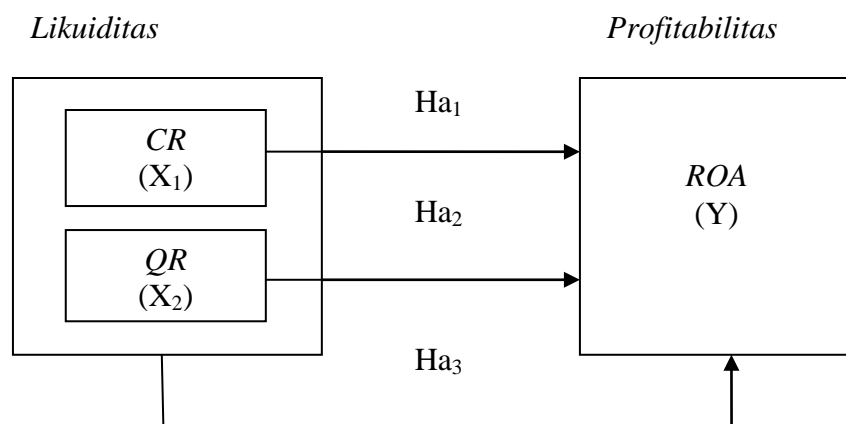 Likuiditas
Profitabilitas
Ha₁
CR
(X₁)
ROA
(Y)
Ha₂
QR
(X₂)
Ha₃